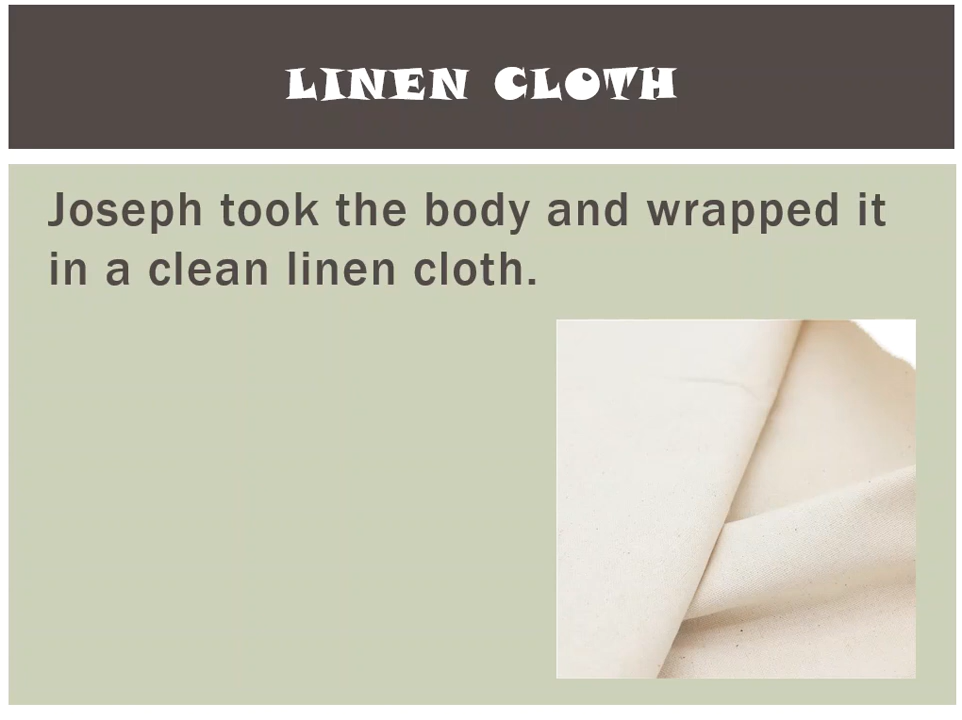 LINEN CLOTH
Joseph took the body and wrapped it
in a clean linen cloth.